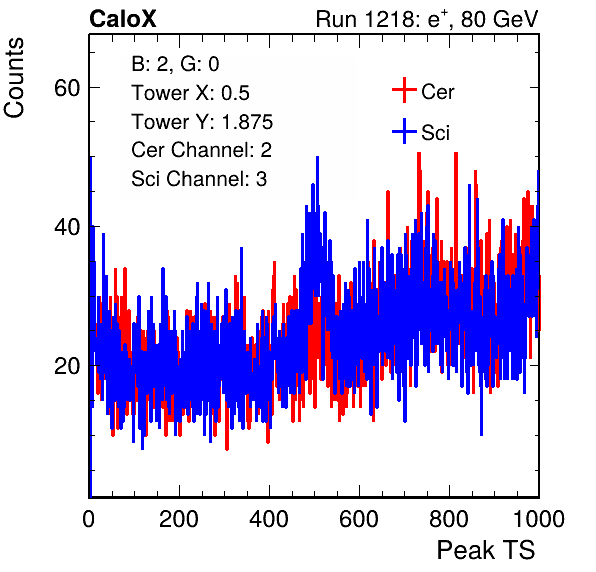 CaloX
Run 1218: e+, 80 GeV
Counts
B: 2, G: 0
Tower X: 0.5
Tower Y: 1.875
Cer Channel: 2
Sci Channel: 3
Cer
Sci
60
40
20
0 200 400 600 800 1000
Peak TS